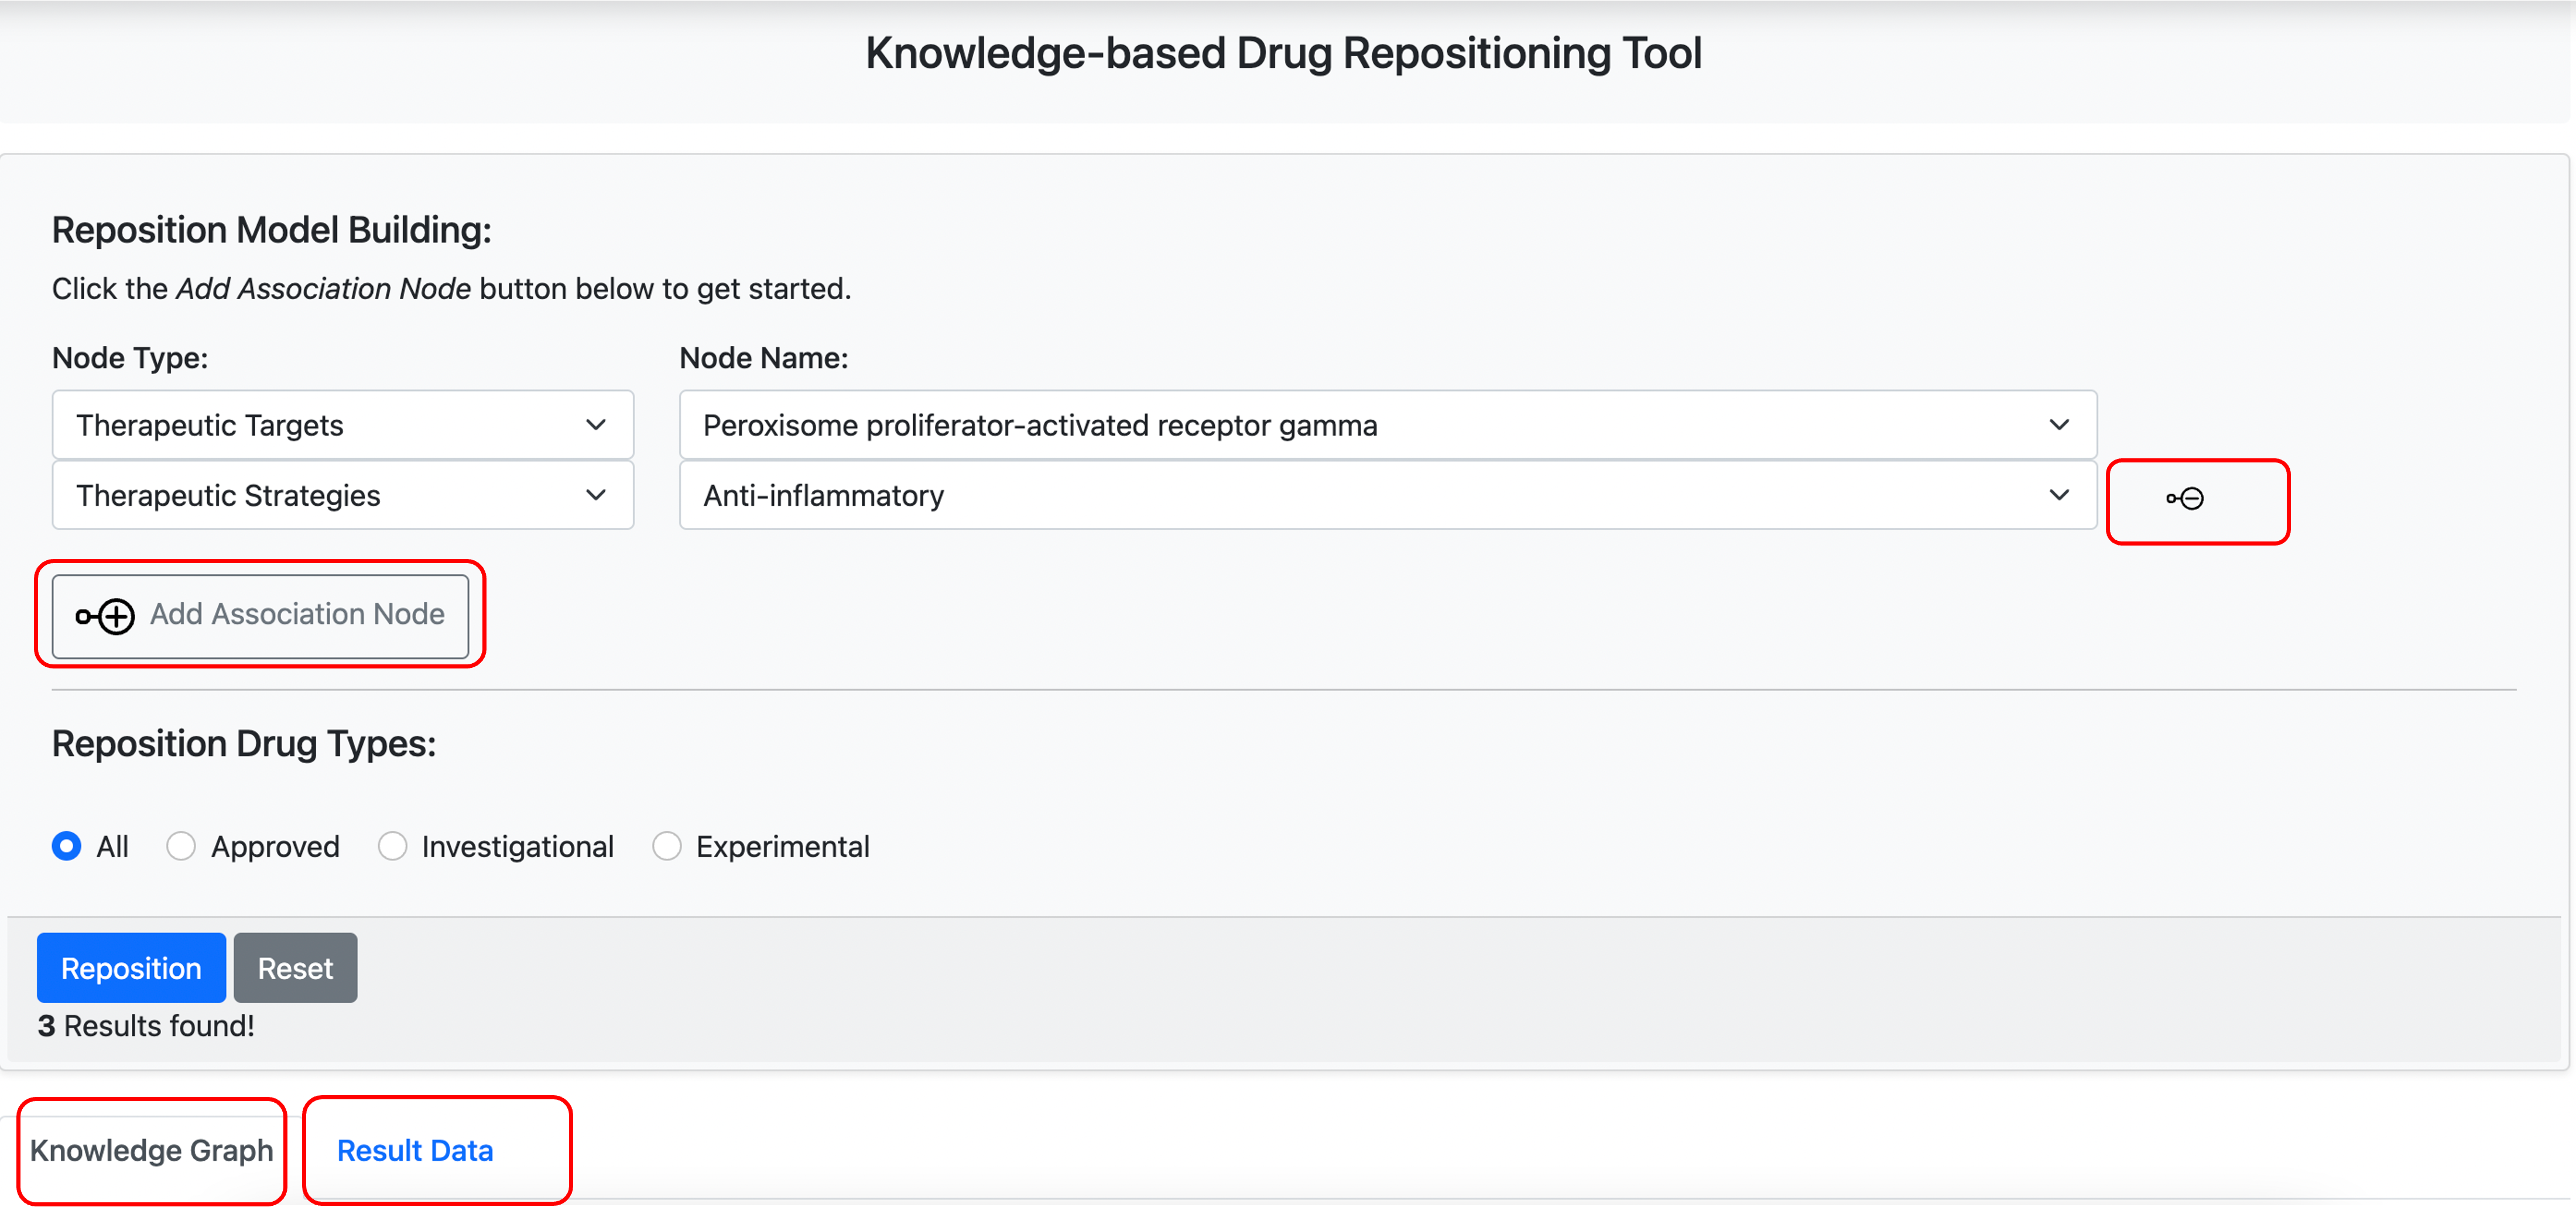 Knowledge-based Drug Repositioning Tool
Reposition Model Building:
Click the Add Association Node button below to get started.
Node Type: Node Name:
Therapeutic Targets Peroxisome proliferator-activated receptor gamma
Therapeutic Strategies Anti-inflammatory
Add Association Node
Reposition Drug Types:
All Approved Investigational Experimental
Reposition Reset
3 Results found!
Knowledge Graph Result Data